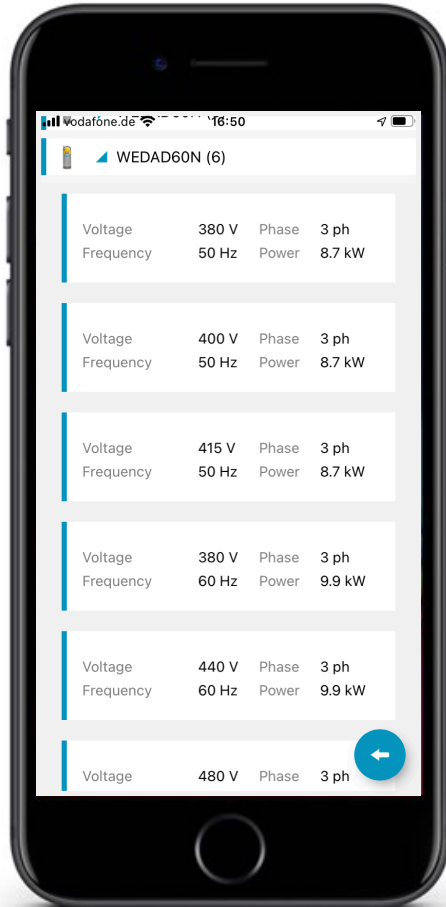 vodafone.de 16:50
WEDAD60N (6)
Voltage 380 V Phase 3 ph
Frequency 50 Hz Power 8.7 kW
Voltage 400 V Phase 3 ph
Frequency 50 Hz Power 8.7 kW
Voltage 415 V Phase 3 ph
Frequency 50 Hz Power 8.7 kW
Voltage 380 V Phase 3 ph
Frequency 60 Hz Power 9.9 kW
Voltage 440 V Phase 3 ph
Frequency 60 Hz Power 9.9 kW
Voltage 480 V Phase 3 ph